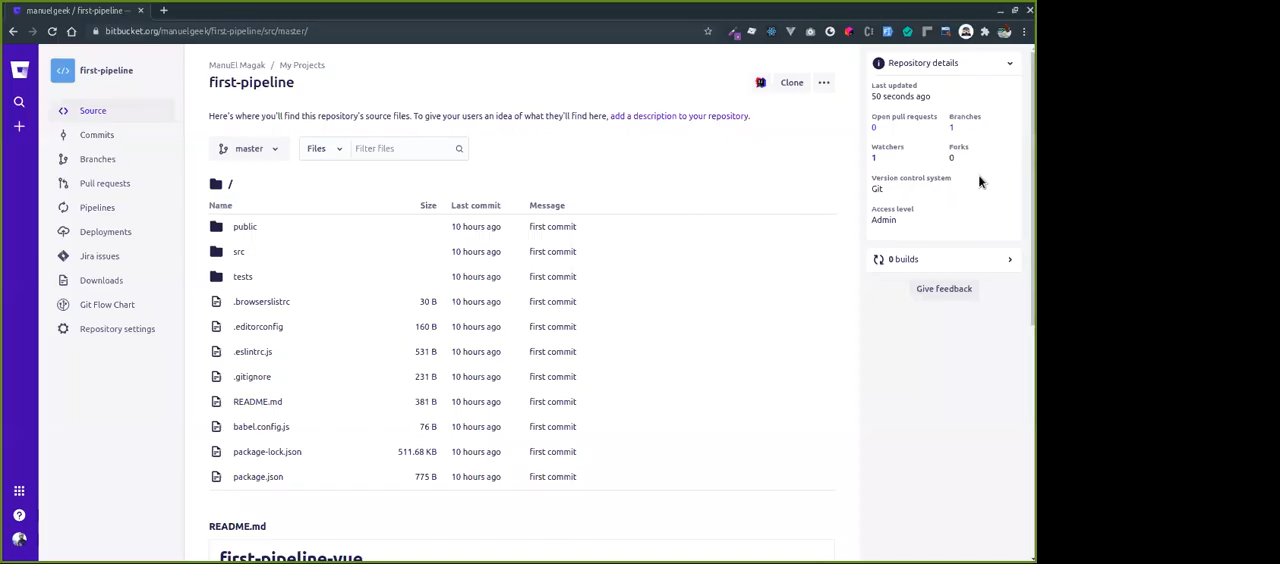 manuelgeek / first-pipeline —
bitbucket.org/manuelgeek/first-pipeline/src/master/
first-pipeline
Source
Commits
Branches
Pull requests
Pipelines
Deployments
Jira issues
Downloads
Git Flow Chart
Repository settings
ManuEl Magak / My Projects
first-pipeline
Clone
Here's where you'll find this repository's source files. To give your users an idea of what they'll find here, add a description to your repository.
master
Files
Filter files
/
Name Size Last commit Message
public 10 hours ago first commit
src 10 hours ago first commit
tests 10 hours ago first commit
.browserslistrc 30 B 10 hours ago first commit
.editorconfig 160 B 10 hours ago first commit
.eslintrc.js 531 B 10 hours ago first commit
.gitignore 231 B 10 hours ago first commit
README.md 381 B 10 hours ago first commit
babel.config.js 76 B 10 hours ago first commit
package-lock.json 511.68 KB 10 hours ago first commit
package.json 775 B 10 hours ago first commit
README.md
first-pipeline-vue
Repository details
Last updated
50 seconds ago
Open pull requests Branches
0 1
Watchers Forks
1 0
Version control system
Git
Access level
Admin
0 builds
Give feedback